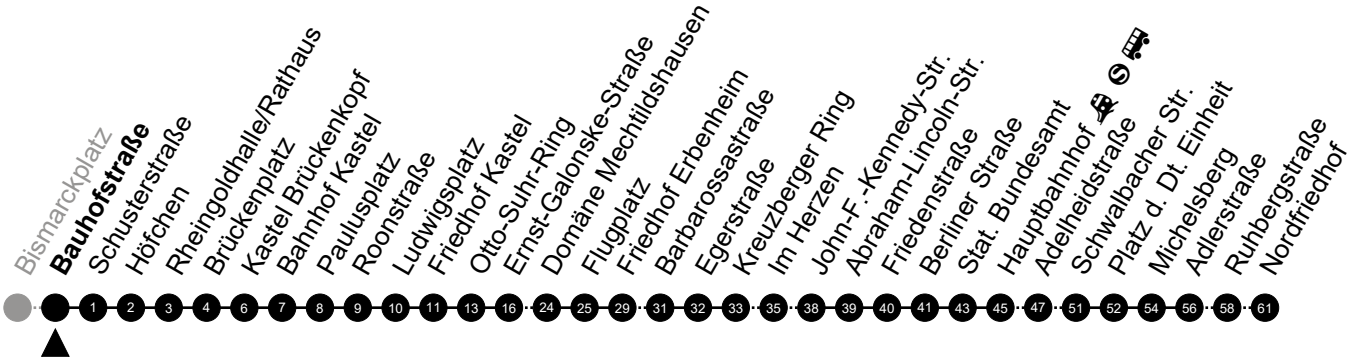 Bismarckplatz
Bauhofstraße
Schusterstraße
Höfchen
Rheingoldhalle/Rathaus
Brückenplatz
Kastel Brückenkopf
Bahnhof Kastel
Paulusplatz
Roonstraße
Ludwigsplatz
Friedhof Kastel
Otto-Suhr-Ring
Ernst-Galonske-Straße
Domäne Mechtildshausen
Flugplatz
Friedhof Erbenheim
Barbarossastraße
Egerstraße
Kreuzberger Ring
Im Herzen
John-F.-Kennedy-Str.
Abraham-Lincoln-Str.
Friedenstraße
Berliner Straße
Stat. Bundesamt
Hauptbahnhof S
Adelheidstraße
Schwalbacher Str.
Platz d. Dt. Einheit
Michelsberg
Adlerstraße
Ruhbergstraße
Nordfriedhof
1 2 3 4 6 7 8 9 10 11 13 16 24 25 29 31 32 33 35 38 39 40 41 43 45 47 51 52 54 56 58 61